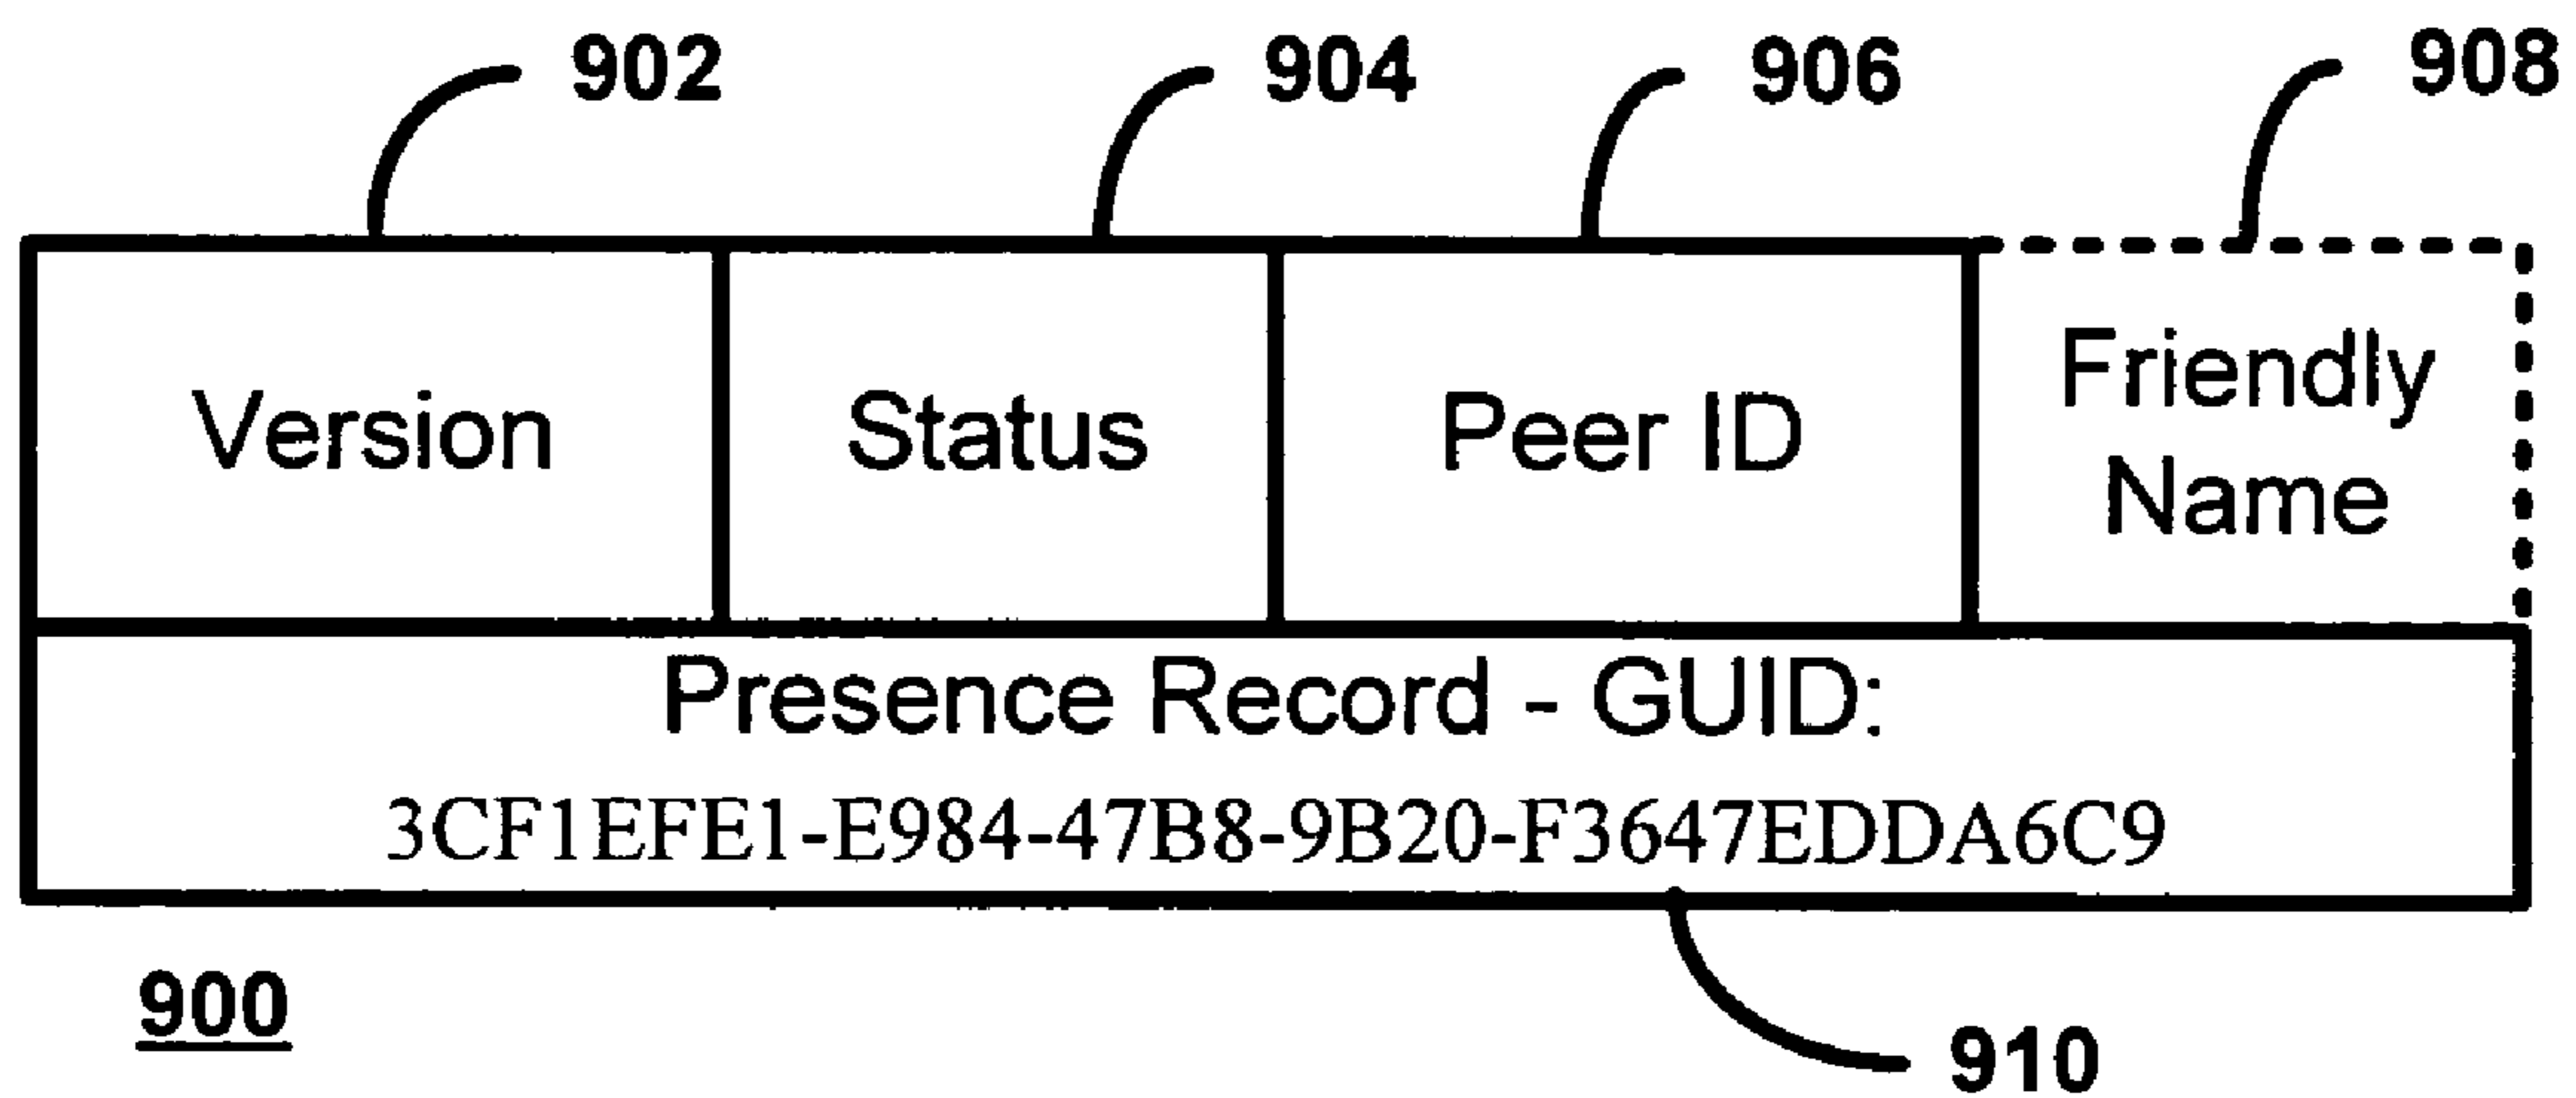 902 904 906 908
Version Status Peer ID Friendly Name
Presence Record - GUID:
3CF1EFE1-E984-47B8-9B20-F3647EDDA6C9
900
910